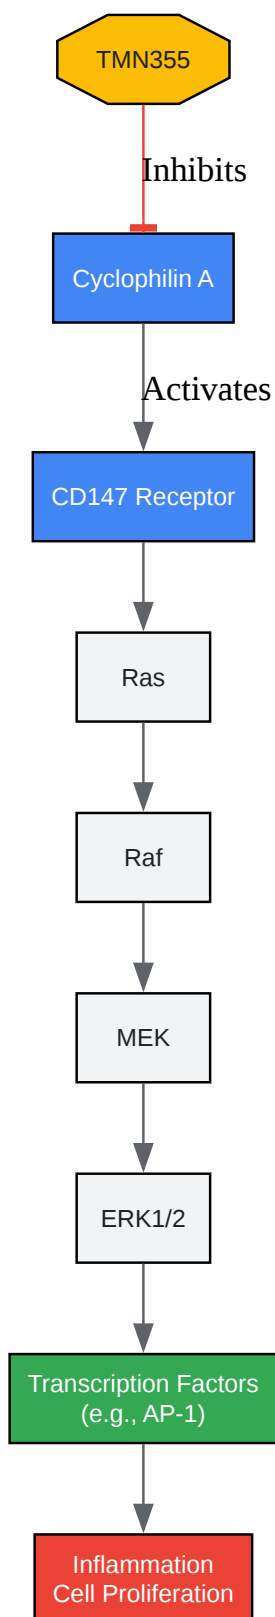 TMN355
Inhibits
Cyclophilin A
Activates
CD147 Receptor
Ras
Raf
MEK
ERK1/2
Transcription Factors
(e.g., AP-1)
Inflammation
Cell Proliferation